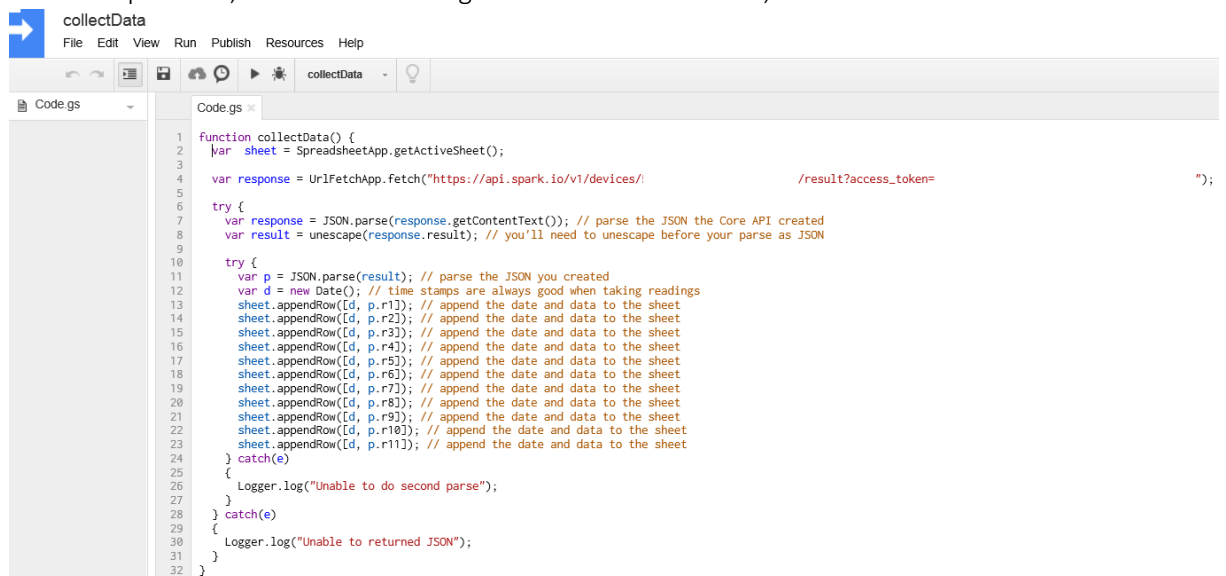 collectData
File Edit View Run Publish Resources Help
collectData
Code.gs
Code.gs
1 function collectData() {
2 var  sheet = SpreadsheetApp.getActiveSheet();
3
4 var response = UrlFetchApp.fetch("https://api.spark.io/v1/devices/ /result?access_token= ");
5
6 try {
7 var response = JSON.parse(response.getContentText()); // parse the JSON the Core API created
8 var result = unescape(response.result); // you'll need to unescape before your parse as JSON
9
10 try {
11 var p = JSON.parse(result); // parse the JSON you created
12 var d = new Date(); // time stamps are always good when taking readings
13 sheet.appendRow([d, p.r1]); // append the date and data to the sheet
14 sheet.appendRow([d, p.r2]); // append the date and data to the sheet
15 sheet.appendRow([d, p.r3]); // append the date and data to the sheet
16 sheet.appendRow([d, p.r4]); // append the date and data to the sheet
17 sheet.appendRow([d, p.r5]); // append the date and data to the sheet
18 sheet.appendRow([d, p.r6]); // append the date and data to the sheet
19 sheet.appendRow([d, p.r7]); // append the date and data to the sheet
20 sheet.appendRow([d, p.r8]); // append the date and data to the sheet
21 sheet.appendRow([d, p.r9]); // append the date and data to the sheet
22 sheet.appendRow([d, p.r10]); // append the date and data to the sheet
23 sheet.appendRow([d, p.r11]); // append the date and data to the sheet
24 } catch(e)
25 {
26 Logger.log("Unable to do second parse");
27 }
28 } catch(e)
29 {
30 Logger.log("Unable to returned JSON");
31 }
32 }